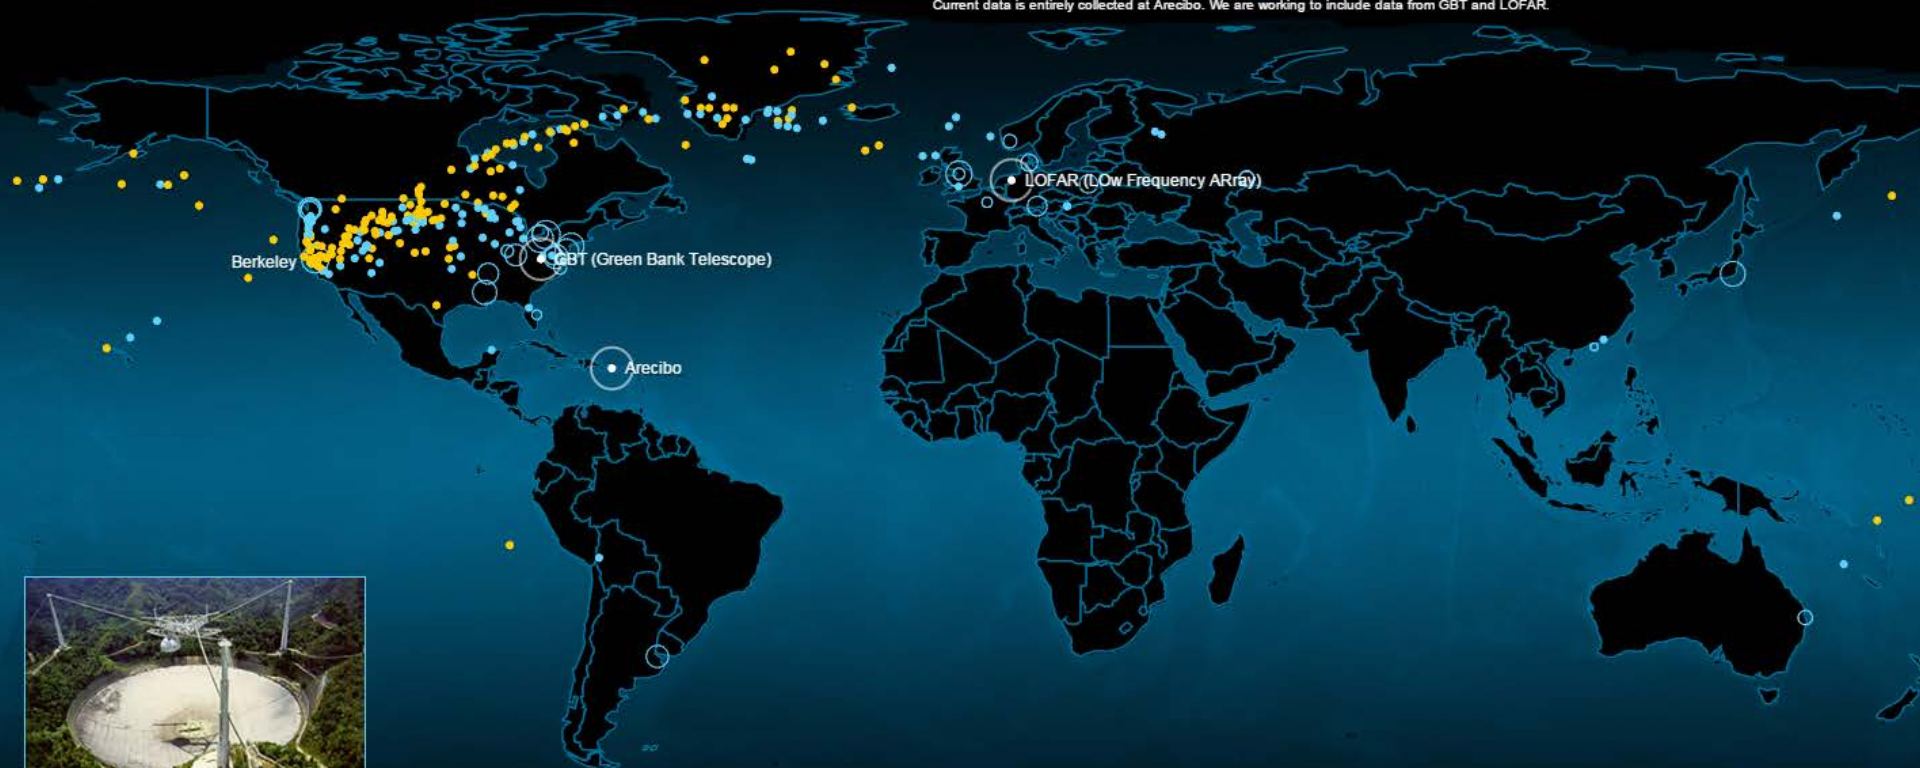 Current data is entirely collected at Arecibo. We are working to include data from GBT and LOFAR.
LOFAR (LOw Frequency ARray)
Berkeley
GBT (Green Bank Telescope)
Arecibo